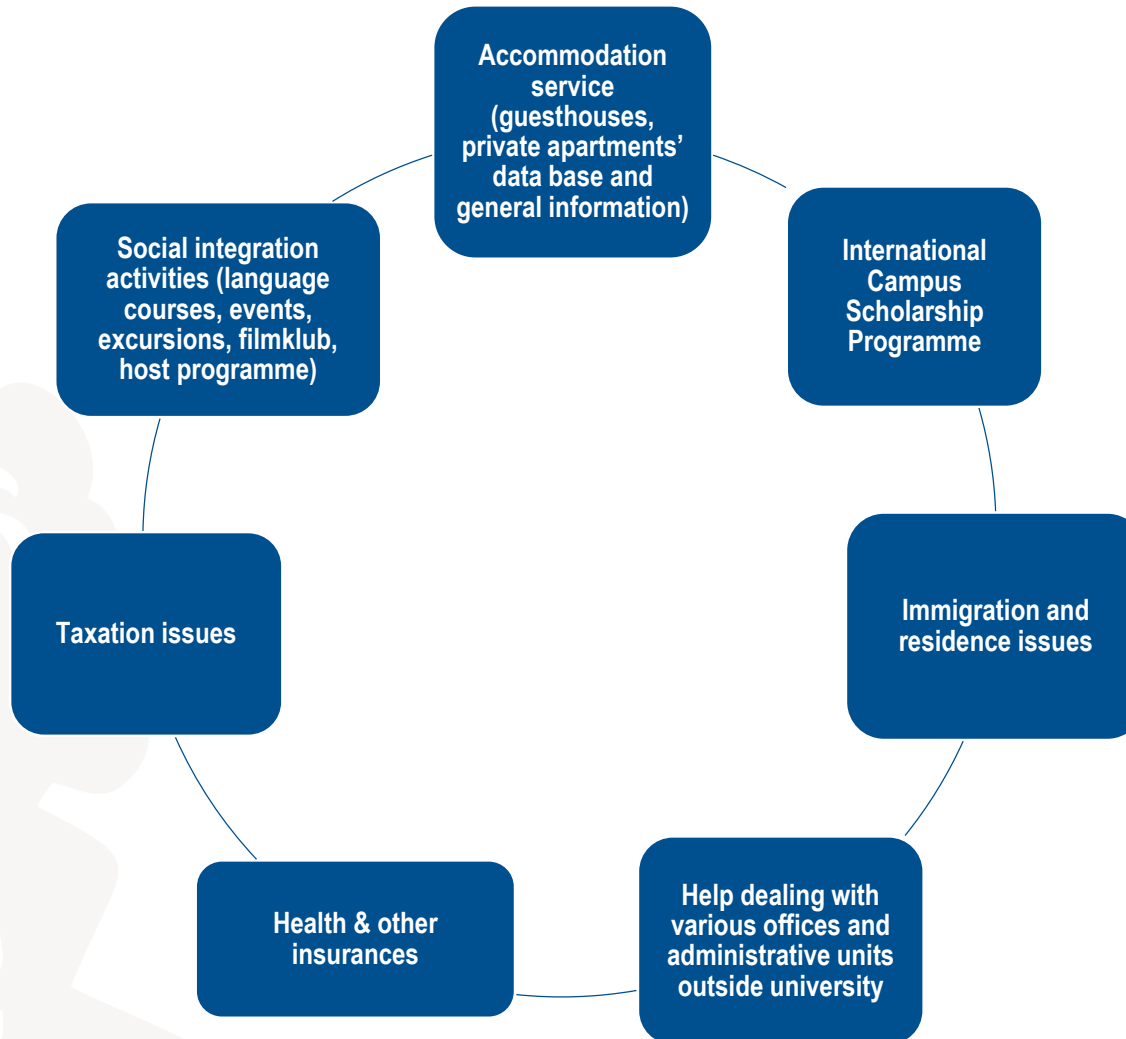 Accommodation
service
(guesthouses,
private apartments’
data base and
general information)
International
Campus
Scholarship
Programme
Immigration and
residence issues
Help dealing with
various offices and
administrative units
outside university
Health & other
insurances
Taxation issues
Social integration
activities (language
courses, events,
excursions, filmklub,
host programme)